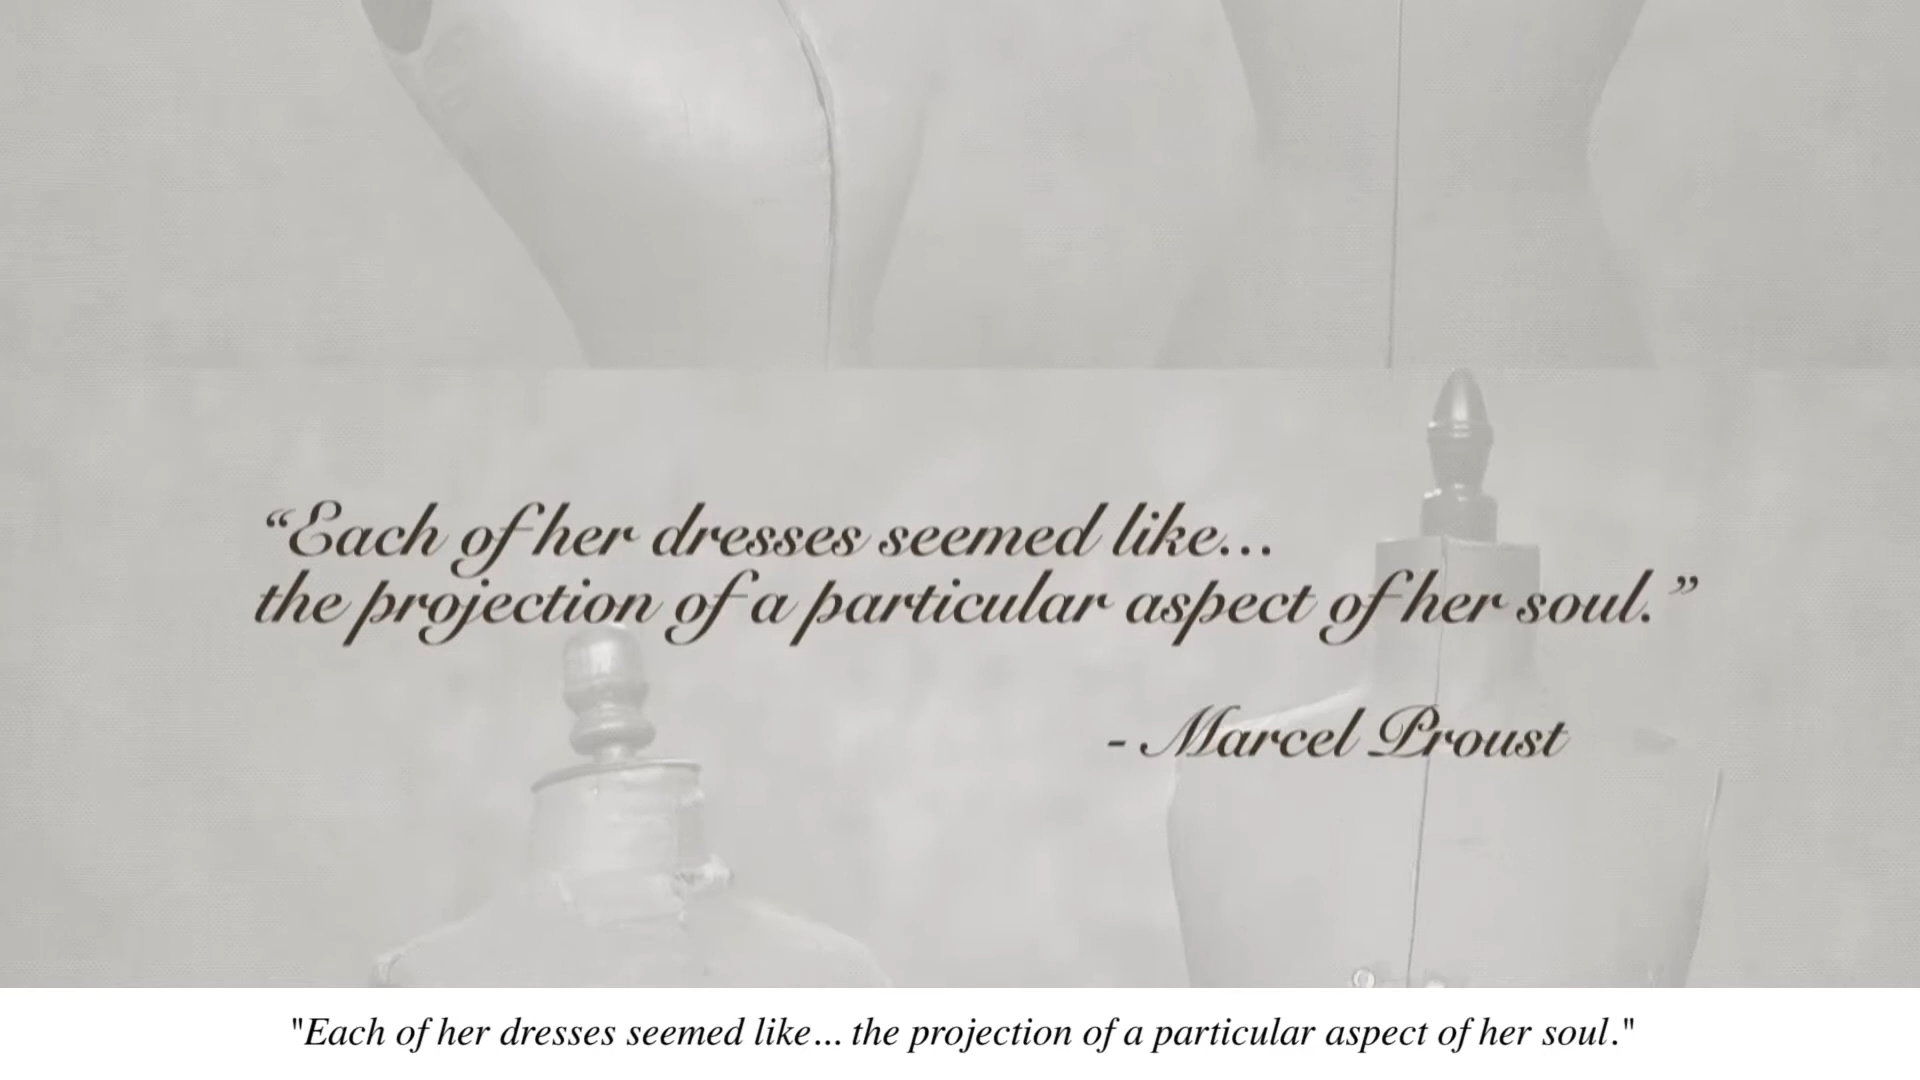 “Each of her dresses seemed like...
the projection of a particular aspect of her soul.”
- Marcel Proust
"Each of her dresses seemed like... the projection of a particular aspect of her soul."